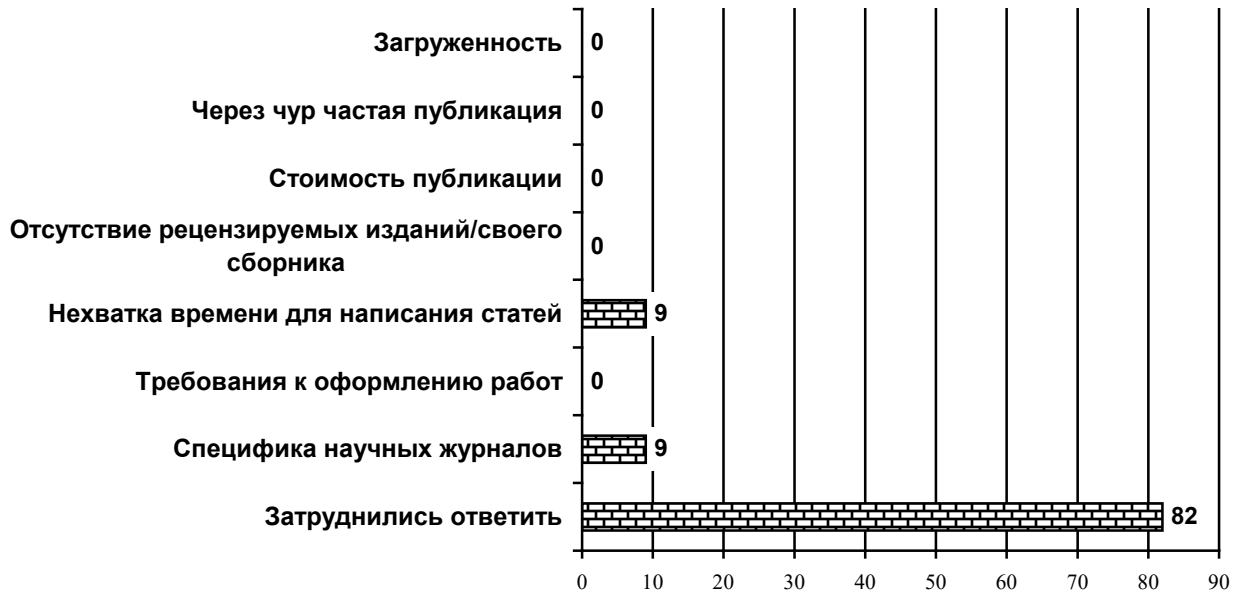 Загруженность 0
Через чур частая публикация 0
Стоимость публикации 0
Отсутствие рецензируемых изданий/своего
сборника 0
Нехватка времени для написания статей 9
Требования к оформлению работ 0
Специфика научных журналов 9
Затруднились ответить 82
0 10 20 30 40 50 60 70 80 90